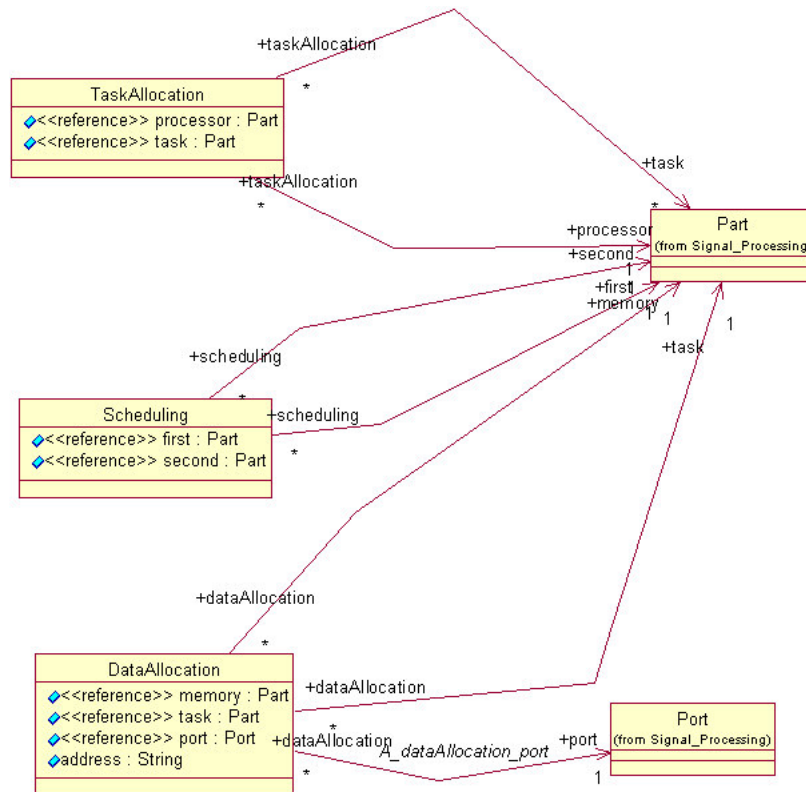 +taskAllocation
*
TaskAllocation
<<reference>> processor : Part
<<reference>> task : Part
+task
+taskAllocation
*
*
Part
(from Signal_Processing)
+processor
+second
1
1
+first
+memory
1
1
1
+task
+scheduling
*
Scheduling
<<reference>> first : Part
<<reference>> second : Part
+scheduling
*
+dataAllocation
*
DataAllocation
<<reference>> memory : Part
<<reference>> task : Part
<<reference>> port : Port
address : String
+dataAllocation
*
+dataAllocation
*
A_dataAllocation_port
+port
1
Port
(from Signal_Processing)